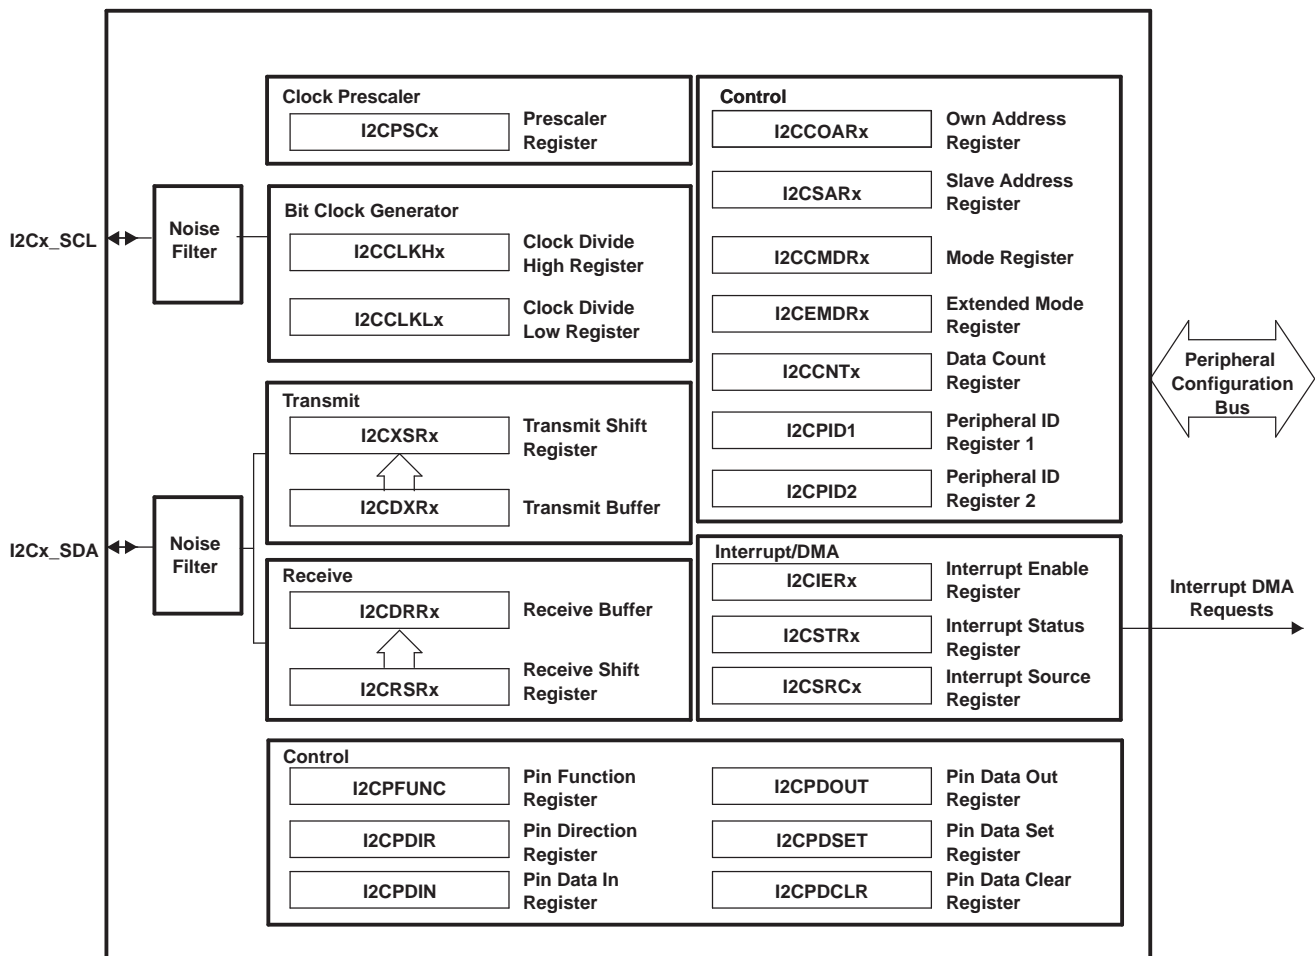 Clock Prescaler
I2CPSCx
Prescaler
Register
Control
I2CCOARx
Own Address
Register
I2CSARx
Slave Address
Register
I2CCMDRx
Mode Register
I2CEMDRx
Extended Mode
Register
I2CCNTx
Data Count
Register
I2CPID1
Peripheral ID
Register 1
I2CPID2
Peripheral ID
Register 2
I2Cx_SCL
Noise
Filter
Bit Clock Generator
I2CCLKHx
Clock Divide
High Register
I2CCLKLx
Clock Divide
Low Register
Peripheral
Configuration
Bus
Transmit
I2CXSRx
Transmit Shift
Register
I2CDXRx
Transmit Buffer
I2Cx_SDA
Noise
Filter
Receive
I2CDRRx
Receive Buffer
I2CRSRx
Receive Shift
Register
Interrupt/DMA
I2CIERx
Interrupt Enable
Register
I2CSTRx
Interrupt Status
Register
I2CSRCx
Interrupt Source
Register
Interrupt DMA
Requests
Control
I2CPFUNC
Pin Function
Register
I2CPDIR
Pin Direction
Register
I2CPDIN
Pin Data In
Register
I2CPDOUT
Pin Data Out
Register
I2CPDSET
Pin Data Set
Register
I2CPDCLR
Pin Data Clear
Register